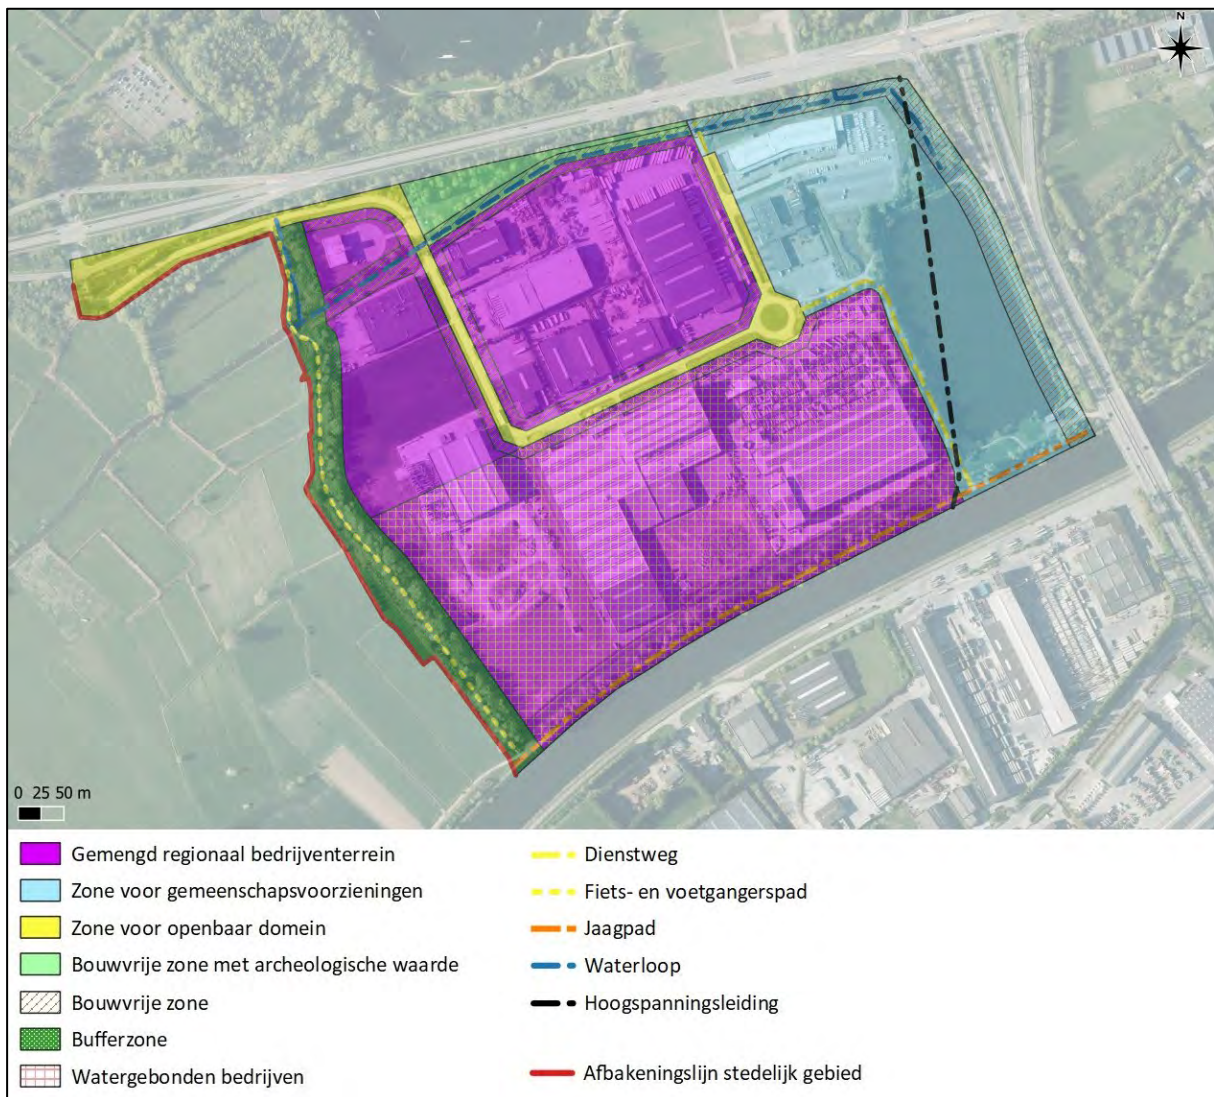 N
0 25 50 m
Gemengd regionaal bedrijventerrein
Zone voor gemeenschapsvoorzieningen
Zone voor openbaar domein
Bouwvrije zone met archeologische waarde
Bouwvrije zone
Bufferzone
Watergebonden bedrijven
Dienstweg
Fiets- en voetgangerspad
Jaagpad
Waterloop
Hoogspanningsleiding
Afbakeningslijn stedelijk gebied